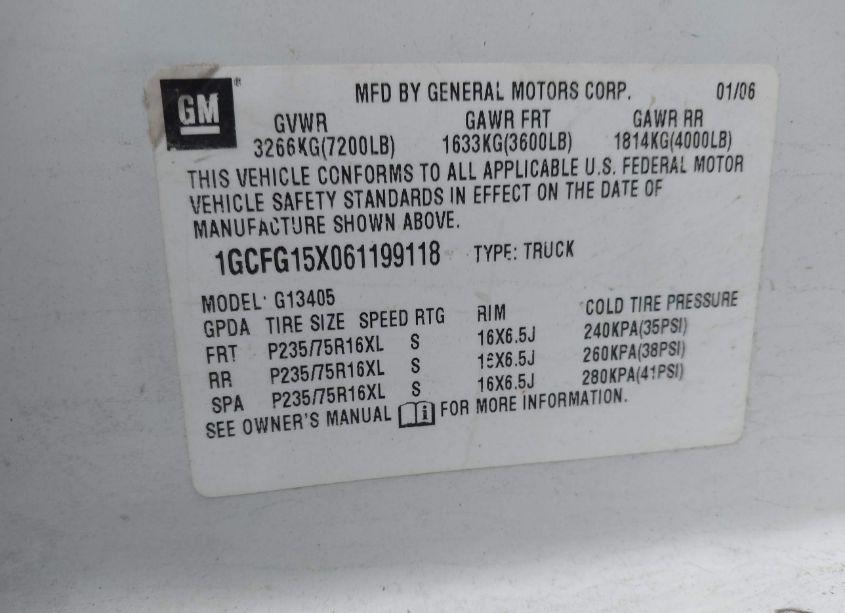 GM® MFD BY GENERAL MOTORS CORP. 01/06
GVWR GAWR FRT GAWR RR
3266KG(7200LB) 1633KG(3600LB) 1814KG(4000LB)
THIS VEHICLE CONFORMS TO ALL APPLICABLE U.S. FEDERAL MOTOR
VEHICLE SAFETY STANDARDS IN EFFECT ON THE DATE OF
MANUFACTURE SHOWN ABOVE.
1GCFG15X061199118 TYPE: TRUCK
MODEL: G13405
GPDA TIRE SIZE SPEED RTG RIM COLD TIRE PRESSURE
FRT P235/75R16XL S 16X6.5J 240KPA(35PSI)
RR P235/75R16XL S 16X6.5J 260KPA(38PSI)
SPA P235/75R16XL S 16X6.5J 280KPA(41PSI)
SEE OWNER'S MANUAL i FOR MORE INFORMATION.